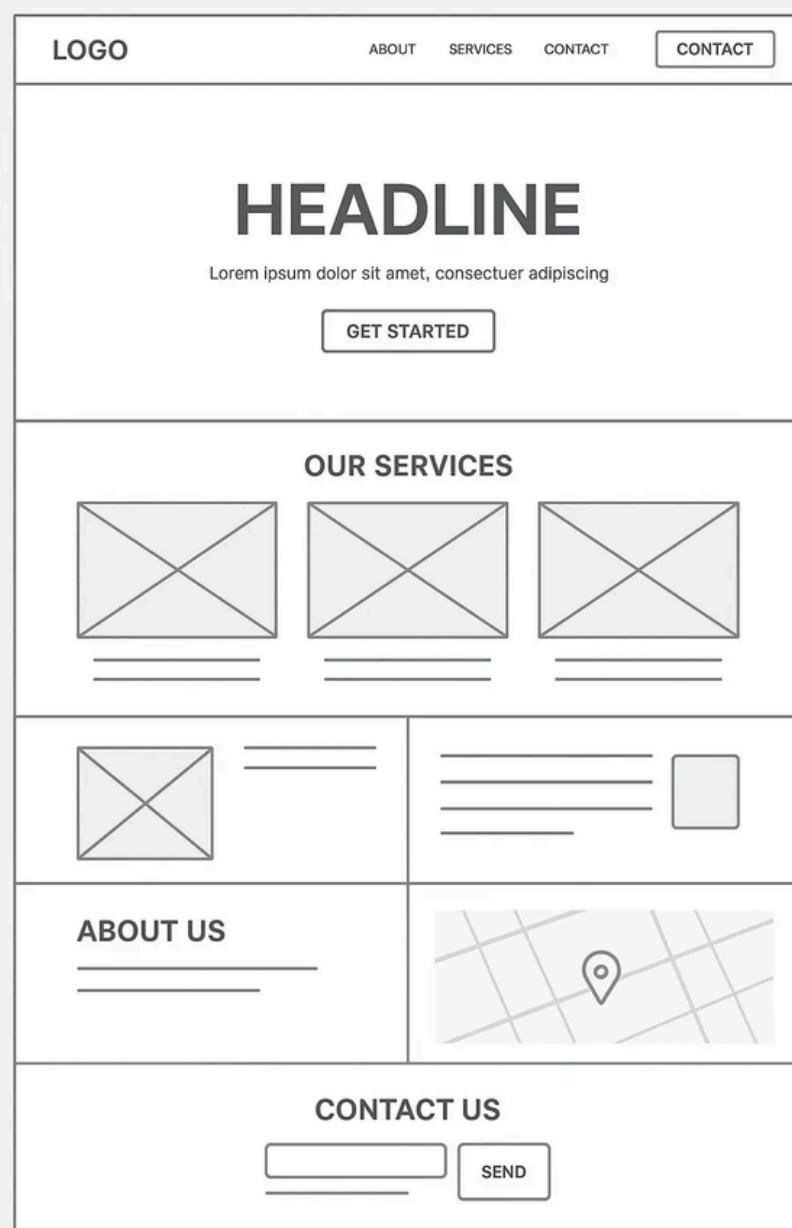 LOGO
ABOUT SERVICES CONTACT CONTACT
HEADLINE
Lorem ipsum dolor sit amet, consectuer adipiscing
GET STARTED
OUR SERVICES
ABOUT US
CONTACT US
SEND